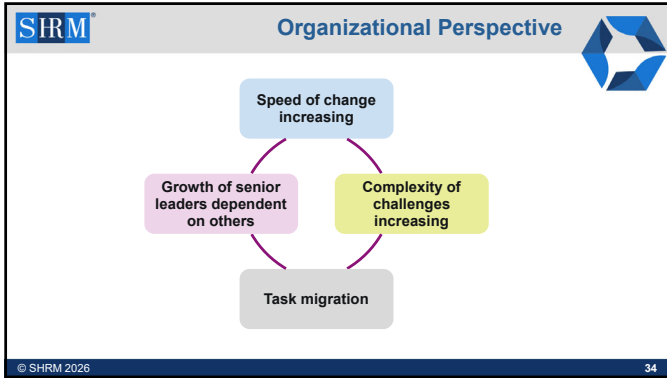 SHRM®
Organizational Perspective
Speed of change
increasing
Growth of senior
leaders dependent
on others
Complexity of
challenges
increasing
Task migration
© SHRM 2026
34